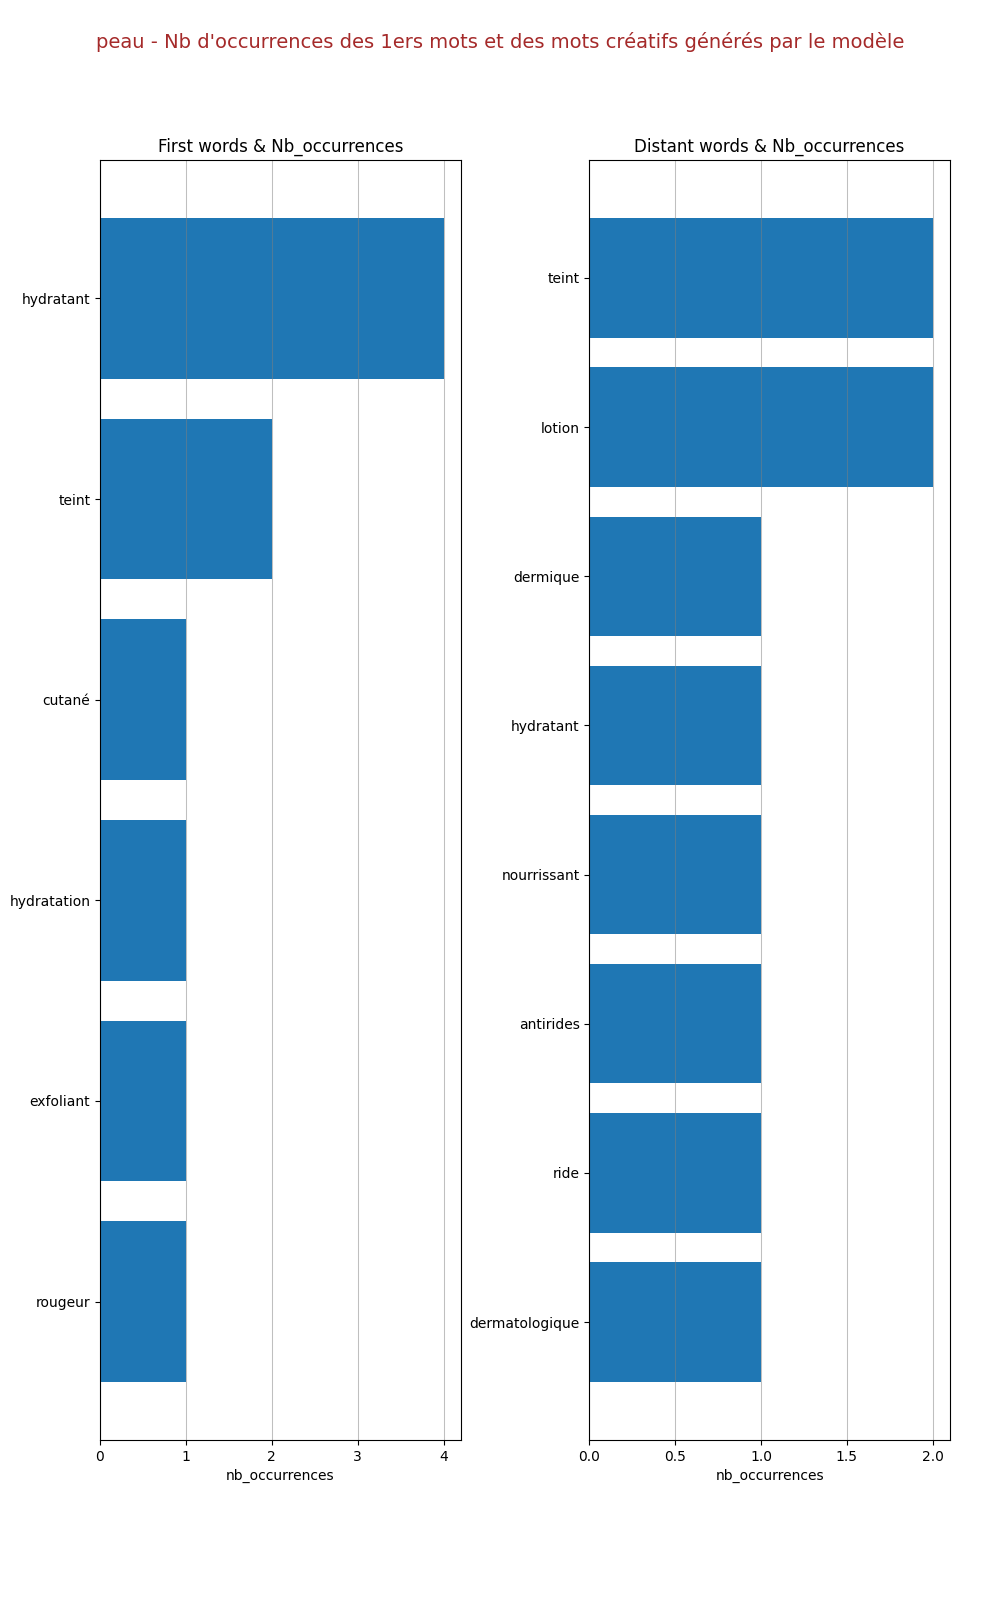 peau - Nb d'occurrences des 1ers mots et des mots créatifs générés par le modèle
First words & Nb_occurrences
hydratant
teint
cutané
hydratation
exfoliant
rougeur
0 1 2 3 4
nb_occurrences
Distant words & Nb_occurrences
teint
lotion
dermique
hydratant
nourrissant
antirides
ride
dermatologique
0.0 0.5 1.0 1.5 2.0
nb_occurrences